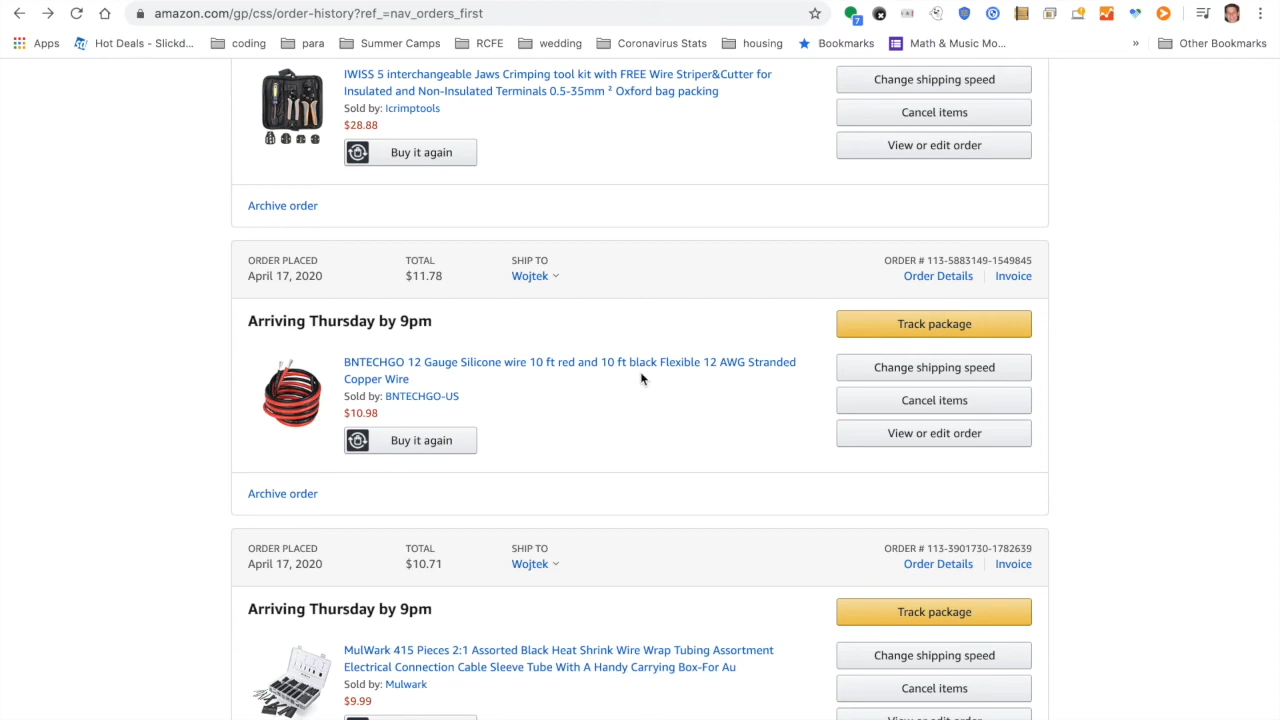 amazon.com/gp/css/order-history?ref_=nav_orders_first
7
Apps
Hot Deals - Slickd...
coding
para
Summer Camps
RCFE
wedding
Coronavirus Stats
housing
Bookmarks
Math & Music Mo...
»
Other Bookmarks
IWISS 5 interchangeable Jaws Crimping tool kit with FREE Wire Striper&Cutter for
Insulated and Non-Insulated Terminals 0.5-35mm ² Oxford bag packing
Sold by: Icrimptools
$28.88
Buy it again
Change shipping speed
Cancel items
View or edit order
Archive order
ORDER PLACED
April 17, 2020
TOTAL
$11.78
SHIP TO
Wojtek
ORDER # 113-5883149-1549845
Order Details | Invoice
Arriving Thursday by 9pm
BNTECHGO 12 Gauge Silicone wire 10 ft red and 10 ft black Flexible 12 AWG Stranded
Copper Wire
Sold by: BNTECHGO-US
$10.98
Buy it again
Track package
Change shipping speed
Cancel items
View or edit order
Archive order
ORDER PLACED
April 17, 2020
TOTAL
$10.71
SHIP TO
Wojtek
ORDER # 113-3901730-1782639
Order Details | Invoice
Arriving Thursday by 9pm
MulWark 415 Pieces 2:1 Assorted Black Heat Shrink Wire Wrap Tubing Assortment
Electrical Connection Cable Sleeve Tube With A Handy Carrying Box-For Au
Sold by: Mulwark
$9.99
Track package
Change shipping speed
Cancel items
View or edit order